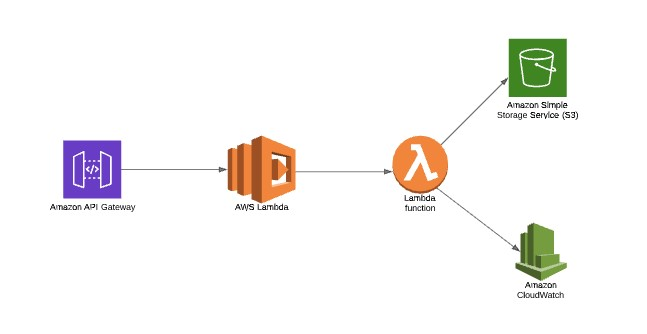 Amazon Simple
Storage Service (S3)
Amazon API Gateway
AWS Lambda
Lambda
function
Amazon
CloudWatch